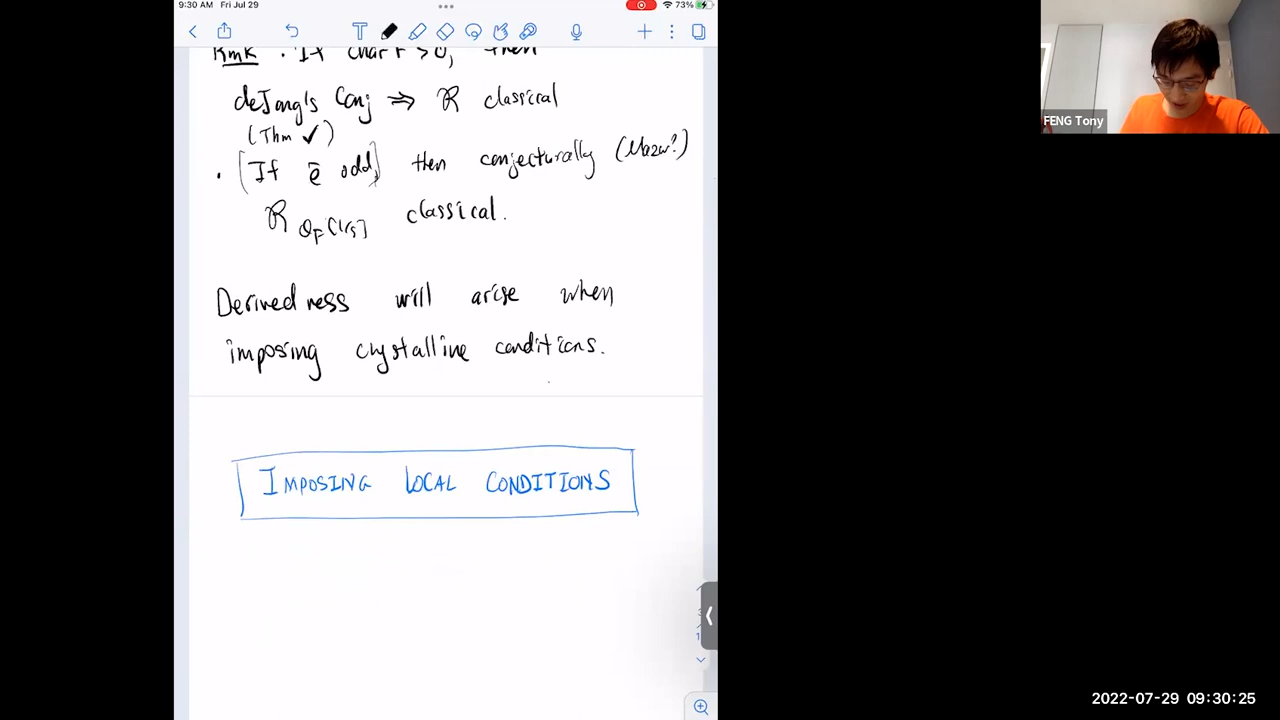 9:30 AM Fri Jul 29
73%
Rmk . If char F > 0, then
deJong's Conj ⇒ R classical
(Thm ✓)
. [If ρ̄ odd], then conjecturally (Mazur?)
R O_F[1/S] classical.
Derivedness will arise when
imposing crystalline conditions.
IMPOSING LOCAL CONDITIONS
FENG Tony
2022-07-29 09:30:25